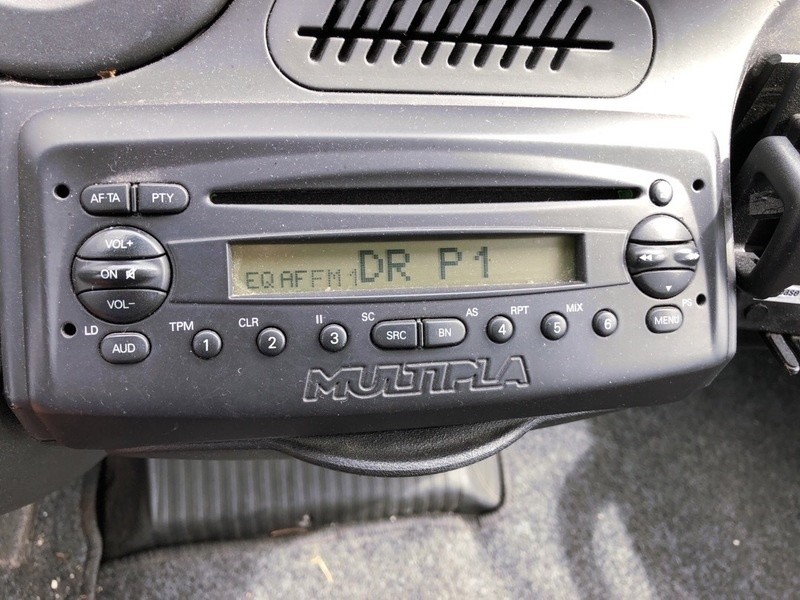 AF·TA PTY
VOL+
ON
VOL-
EQ AF FM 1 DR P1
LD
AUD
TPM
1
CLR
2
II
3
SC
SRC
BN
AS
4
RPT
5
MIX
6
PS
MENU
MULTIPLA